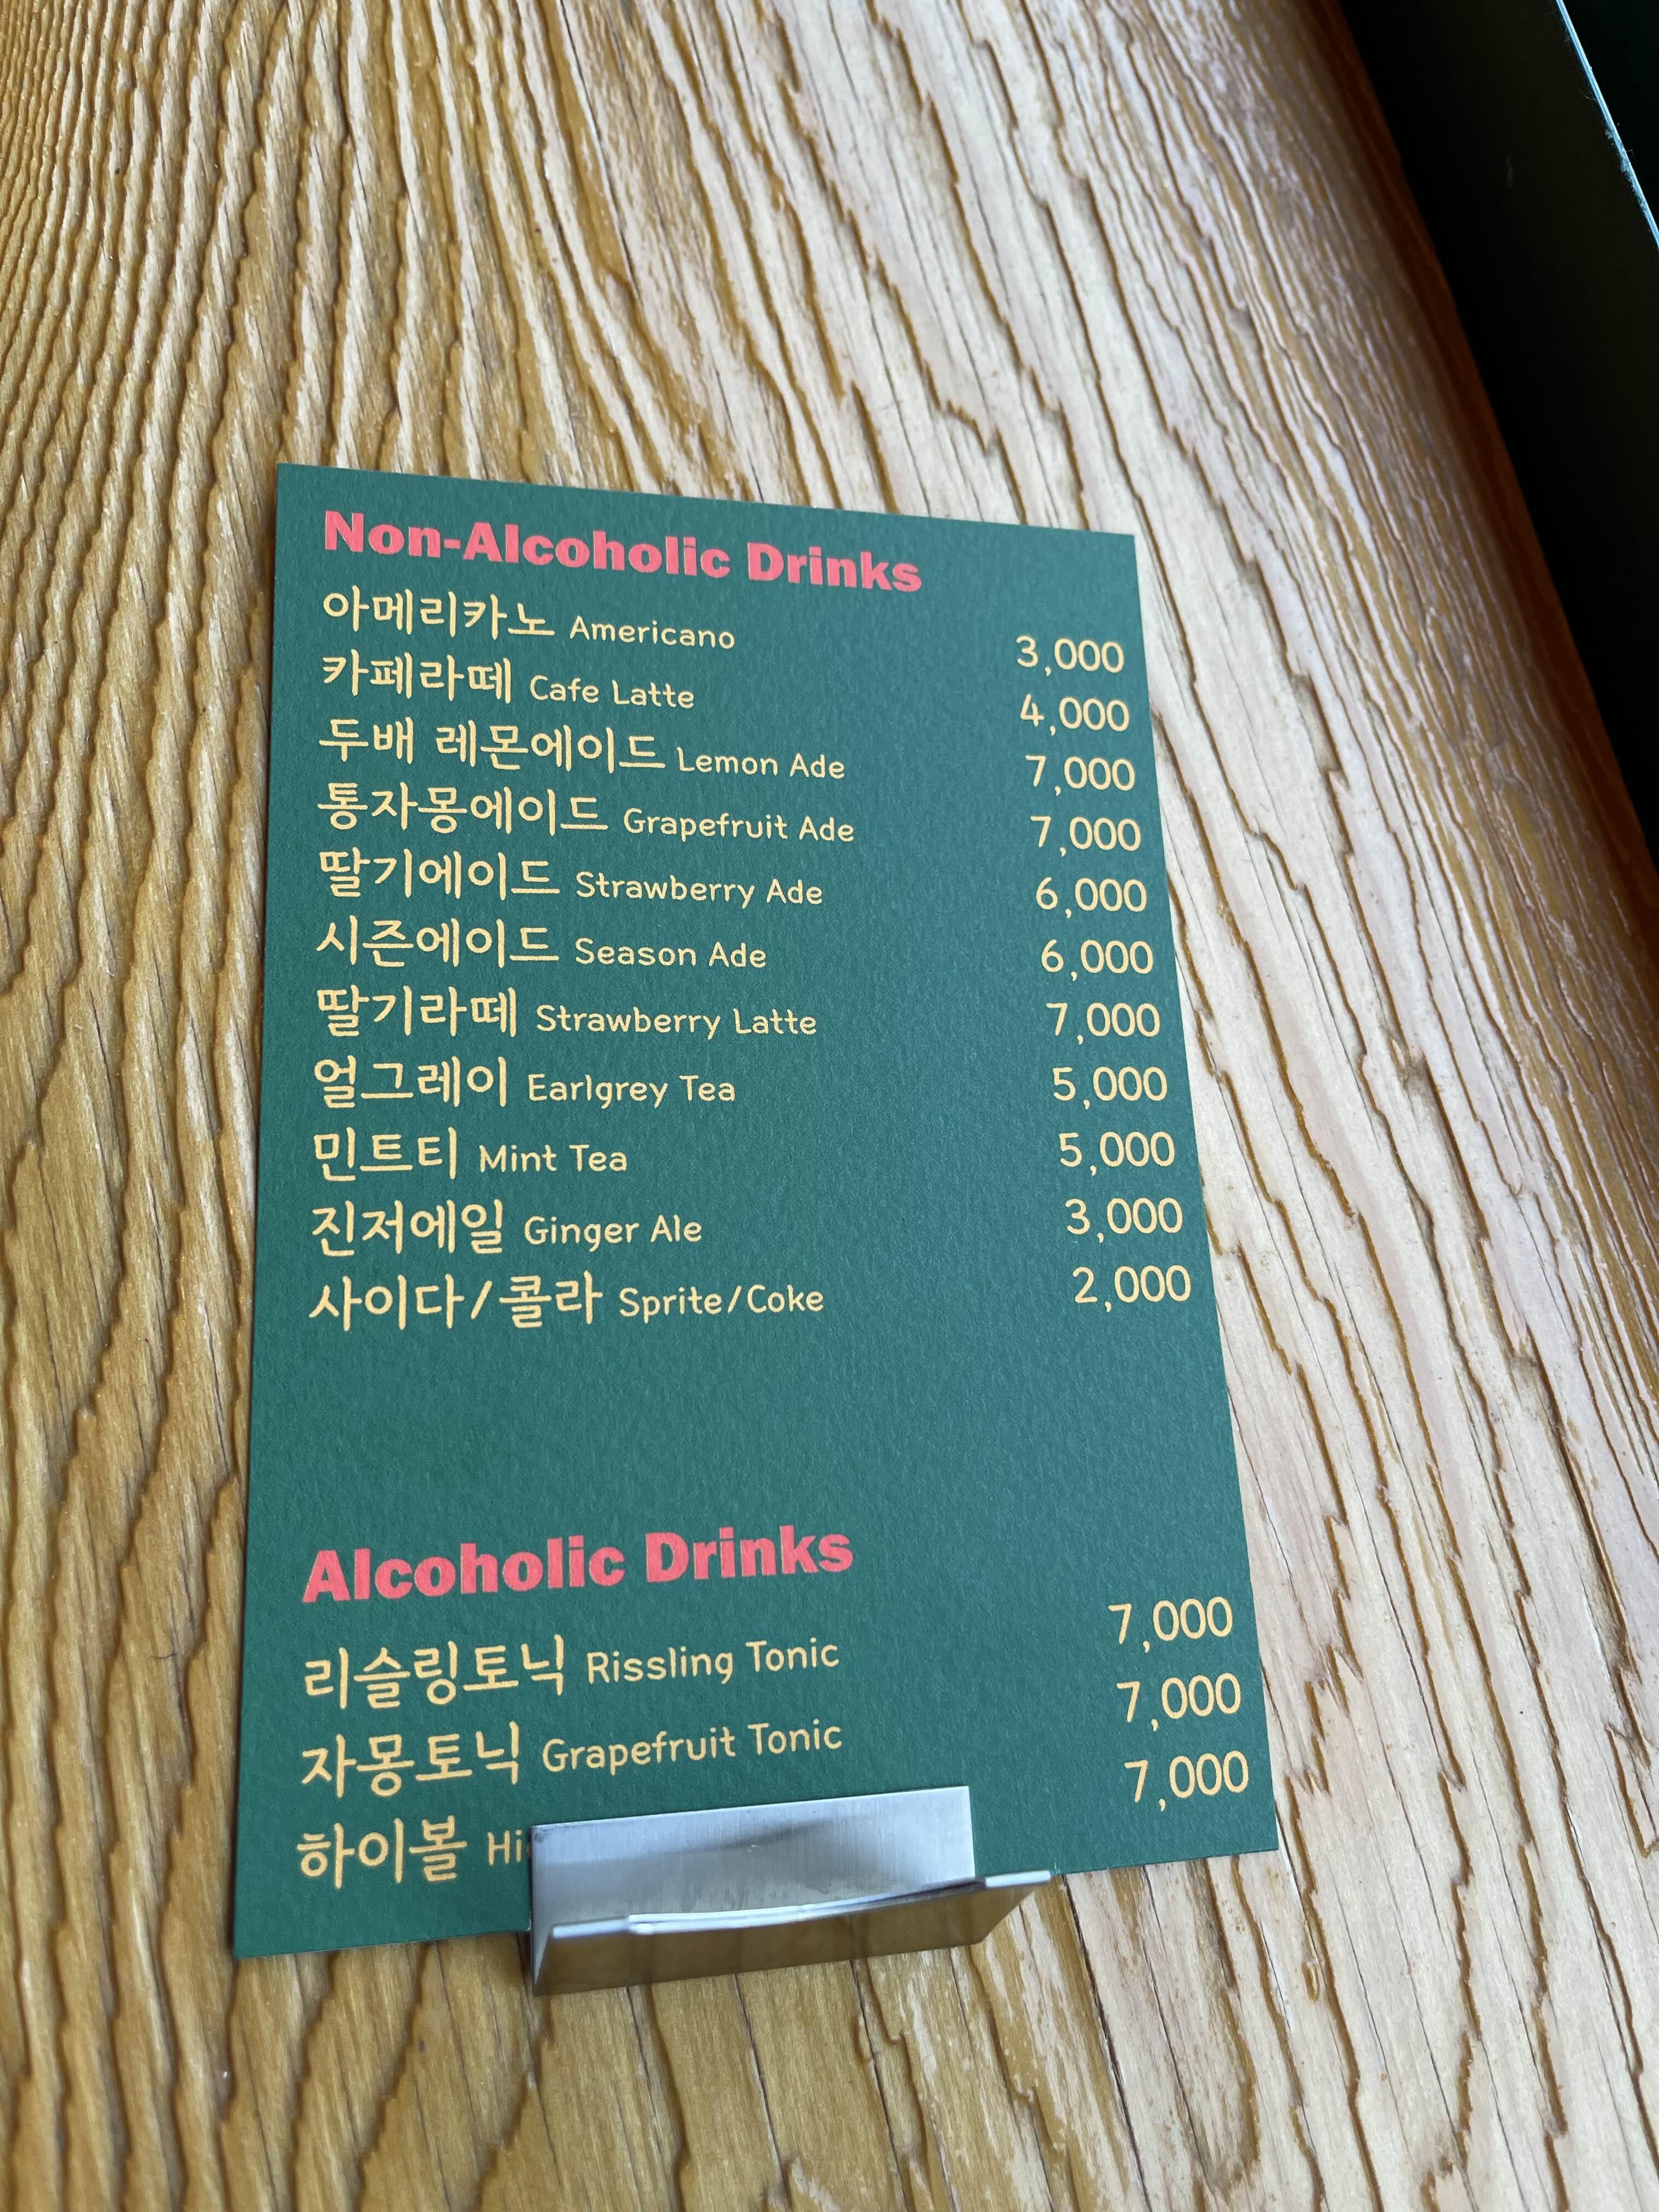 Non-Alcoholic Drinks
아메리카노 Americano 3,000
카페라떼 Cafe Latte 4,000
두배 레몬에이드 Lemon Ade 7,000
통자몽에이드 Grapefruit Ade 7,000
딸기에이드 Strawberry Ade 6,000
시즌에이드 Season Ade 6,000
딸기라떼 Strawberry Latte 7,000
얼그레이 Earlgrey Tea 5,000
민트티 Mint Tea 5,000
진저에일 Ginger Ale 3,000
사이다/콜라 Sprite/Coke 2,000
Alcoholic Drinks
리슬링토닉 Rissling Tonic 7,000
자몽토닉 Grapefruit Tonic 7,000
하이볼 7,000